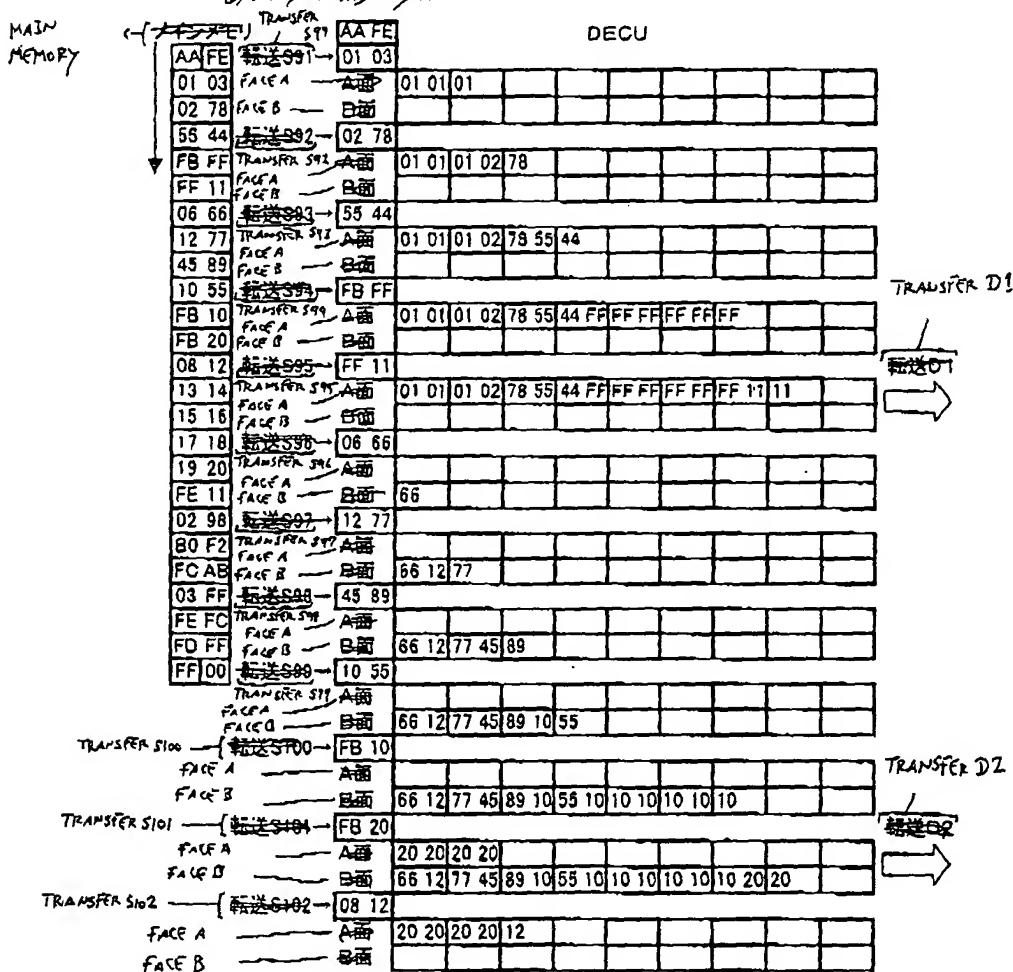 TRANSFER
MAIN MEMORY メインメモリ S91 AA FE DECU
AA FE 転送S91→ 01 03
01 03 FACE A A面 01 01 01
02 78 FACE B B面
55 44 転送S92→ 02 78
FB FF TRANSFER S92 A面 01 01 01 02 78
FF 11 FACE A FACE B B面
06 66 転送S93→ 55 44
12 77 TRANSFER S93 A面 01 01 01 02 78 55 44
45 89 FACE A FACE B B面
10 55 転送S94→ FB FF TRANSFER D1
FB 10 TRANSFER S94 A面 01 01 01 02 78 55 44 FF FF FF FF FF FF
FB 20 FACE A FACE B B面
08 12 転送S95→ FF 11 転送D1
13 14 TRANSFER S95 A面 01 01 01 02 78 55 44 FF FF FF FF FF FF 11 11
15 16 FACE A FACE B B面
17 18 転送S96→ 06 66
19 20 TRANSFER S96 A面
FE 11 FACE A FACE B B面 66
02 98 転送S97→ 12 77
80 F2 TRANSFER S97 A面
FC AB FACE A FACE B B面 66 12 77
03 FF 転送S98→ 45 89
FE FC TRANSFER S98 A面
FD FF FACE A FACE B B面 66 12 77 45 89
FF 00 転送S99→ 10 55
TRANSFER S99 A面
FACE A
FACE B B面 66 12 77 45 89 10 55
TRANSFER S100 転送S100→ FB 10
FACE A A面 TRANSFER D2
FACE B B面 66 12 77 45 89 10 55 10 10 10 10 10 10
TRANSFER S101 転送S101→ FB 20 転送D2
FACE A A面 20 20 20 20
FACE B B面 66 12 77 45 89 10 55 10 10 10 10 10 10 20 20
TRANSFER S102 転送S102→ 08 12
FACE A A面 20 20 20 20 12
FACE B B面